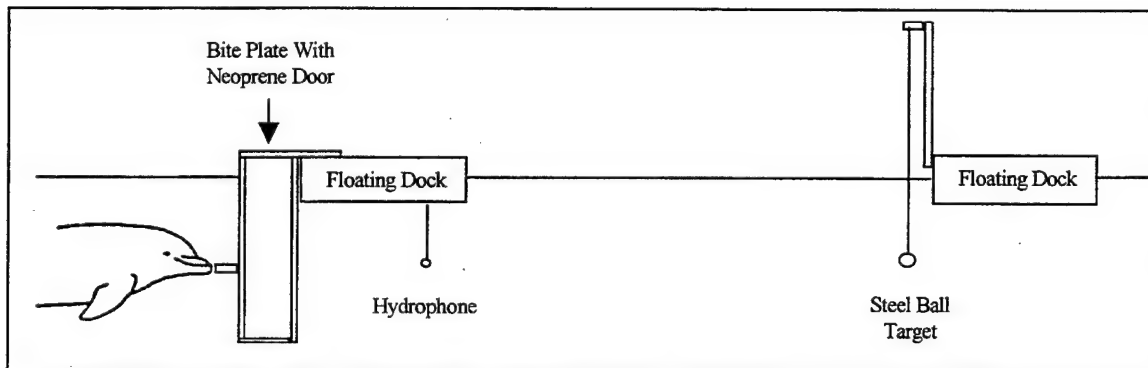 Bite Plate With
Neoprene Door
Floating Dock
Floating Dock
Hydrophone
Steel Ball
Target